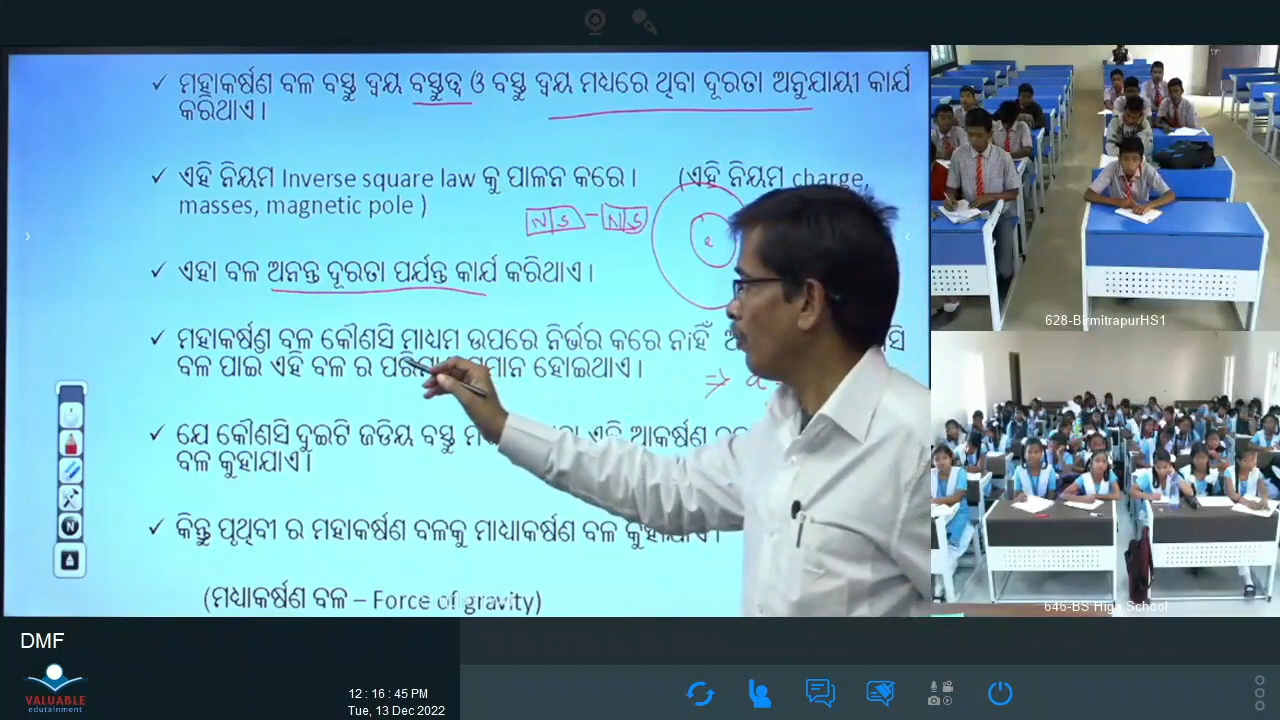 ✓ ମହାକର୍ଷଣ ବଳ ବସ୍ତୁ ଦ୍ୱୟ ବସ୍ତୁତ୍ୱ ଓ ବସ୍ତୁ ଦ୍ୱୟ ମଧ୍ୟରେ ଥିବା ଦୂରତା ଅନୁଯାୟୀ କାର୍ଯ
କରିଥାଏ ।
✓ ଏହି ନିୟମ Inverse square law କୁ ପାଳନ କରେ । (ଏହି ନିୟମ charge,
masses, magnetic pole )
N S – N S
e
✓ ଏହା ବଳ ଅନନ୍ତ ଦୂରତା ପର୍ଯନ୍ତ କାର୍ଯ କରିଥାଏ ।
✓ ମହାକର୍ଷଣ ବଳ କୌଣସି ମାଧ୍ୟମ ଉପରେ ନିର୍ଭର କରେ ନାହିଁ
ବଳ ପାଇ ଏହି ବଳ ର ହୋଇଥାଏ ।
⇒
✓ ଯେ କୌଣସି ଦୁଇଟି ଜଡିୟ ବସ୍ତୁ ଏହି ଆକର୍ଷଣ
ବଳ କୁହାଯାଏ ।
✓ କିନ୍ତୁ ପୃଥିବୀ ର ମହାକର୍ଷଣ ବଳକୁ ମାଧ୍ୟାକର୍ଷଣ ବଳ କୁହାଯାଏ ।
(ମଧ୍ୟାକର୍ଷଣ ବଳ – Force of gravity)
628-BirmitrapurHS1
646-BS High School
N
DMF
VALUABLE
edutainment
12 : 16 : 45 PM
Tue, 13 Dec 2022